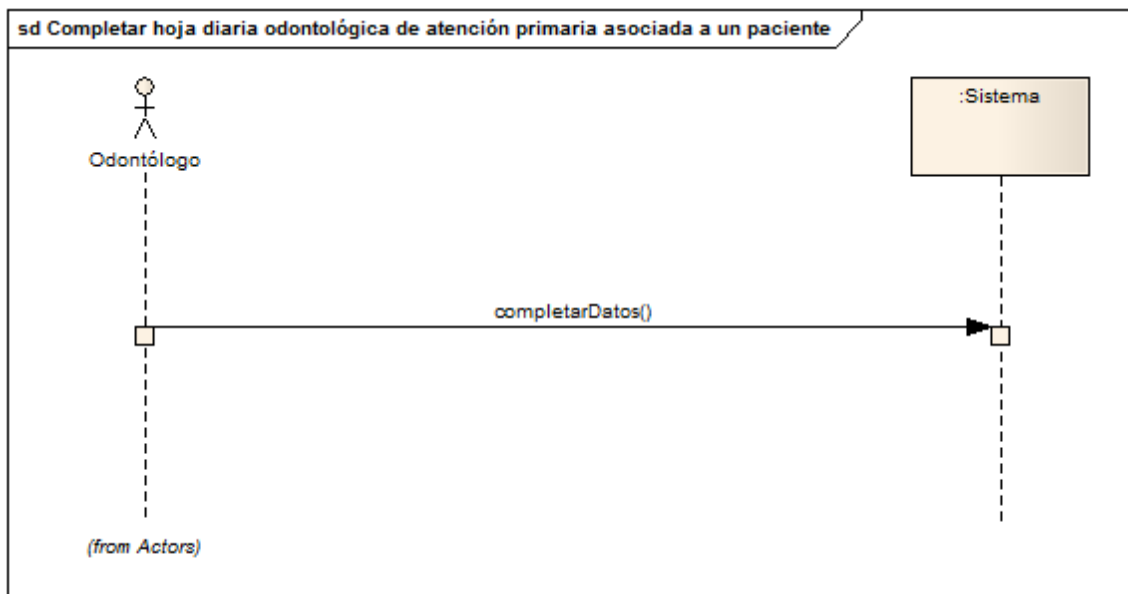 sd Completar hoja diaria odontológica de atención primaria asociada a un paciente
:Sistema
Odontólogo
completarDatos()
(from Actors)